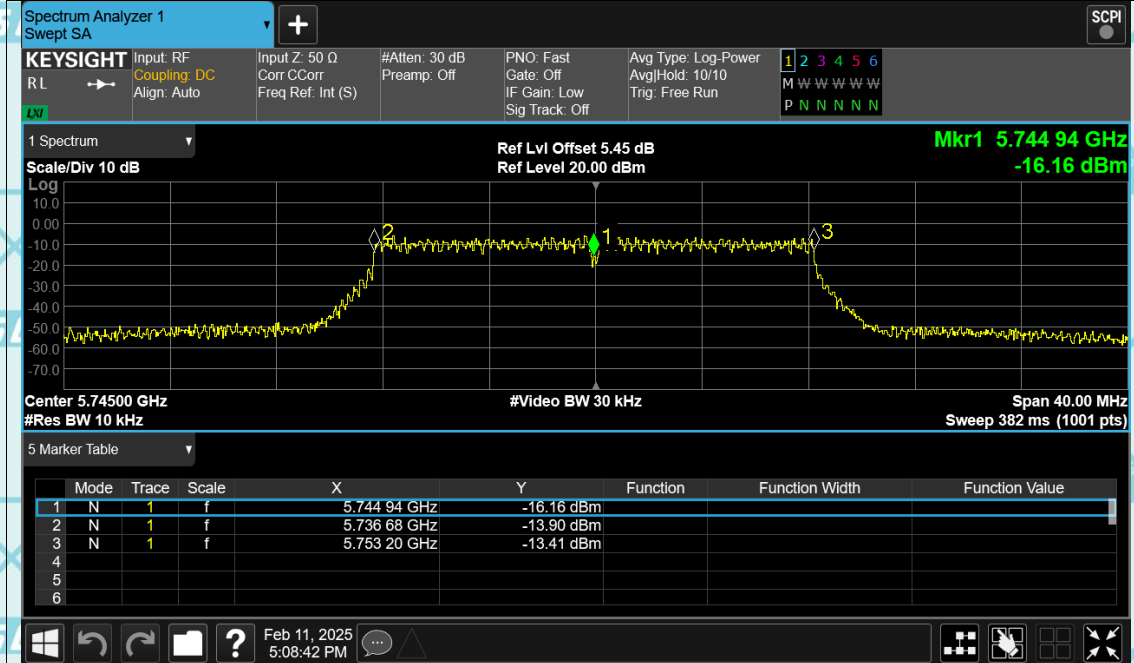 Spectrum Analyzer 1
Swept SA
+
SCPI
KEYSIGHT
RL
LXI
Input: RF
Coupling: DC
Align: Auto
Input Z: 50 Ω
Corr CCorr
Freq Ref: Int (S)
#Atten: 30 dB
Preamp: Off
PNO: Fast
Gate: Off
IF Gain: Low
Sig Track: Off
Avg Type: Log-Power
Avg|Hold: 10/10
Trig: Free Run
1 2 3 4 5 6
M W W W W W
P N N N N N
1 Spectrum
Scale/Div 10 dB
Log
Ref Lvl Offset 5.45 dB
Ref Level 20.00 dBm
Mkr1 5.744 94 GHz
-16.16 dBm
10.0
0.00
-10.0
-20.0
-30.0
-40.0
-50.0
-60.0
-70.0
2
1
3
Center 5.74500 GHz
#Video BW 30 kHz
Span 40.00 MHz
#Res BW 10 kHz
Sweep 382 ms (1001 pts)
5 Marker Table
Mode Trace Scale X Y Function Function Width Function Value
1 N 1 f 5.744 94 GHz -16.16 dBm
2 N 1 f 5.736 68 GHz -13.90 dBm
3 N 1 f 5.753 20 GHz -13.41 dBm
4
5
6
?
Feb 11, 2025
5:08:42 PM